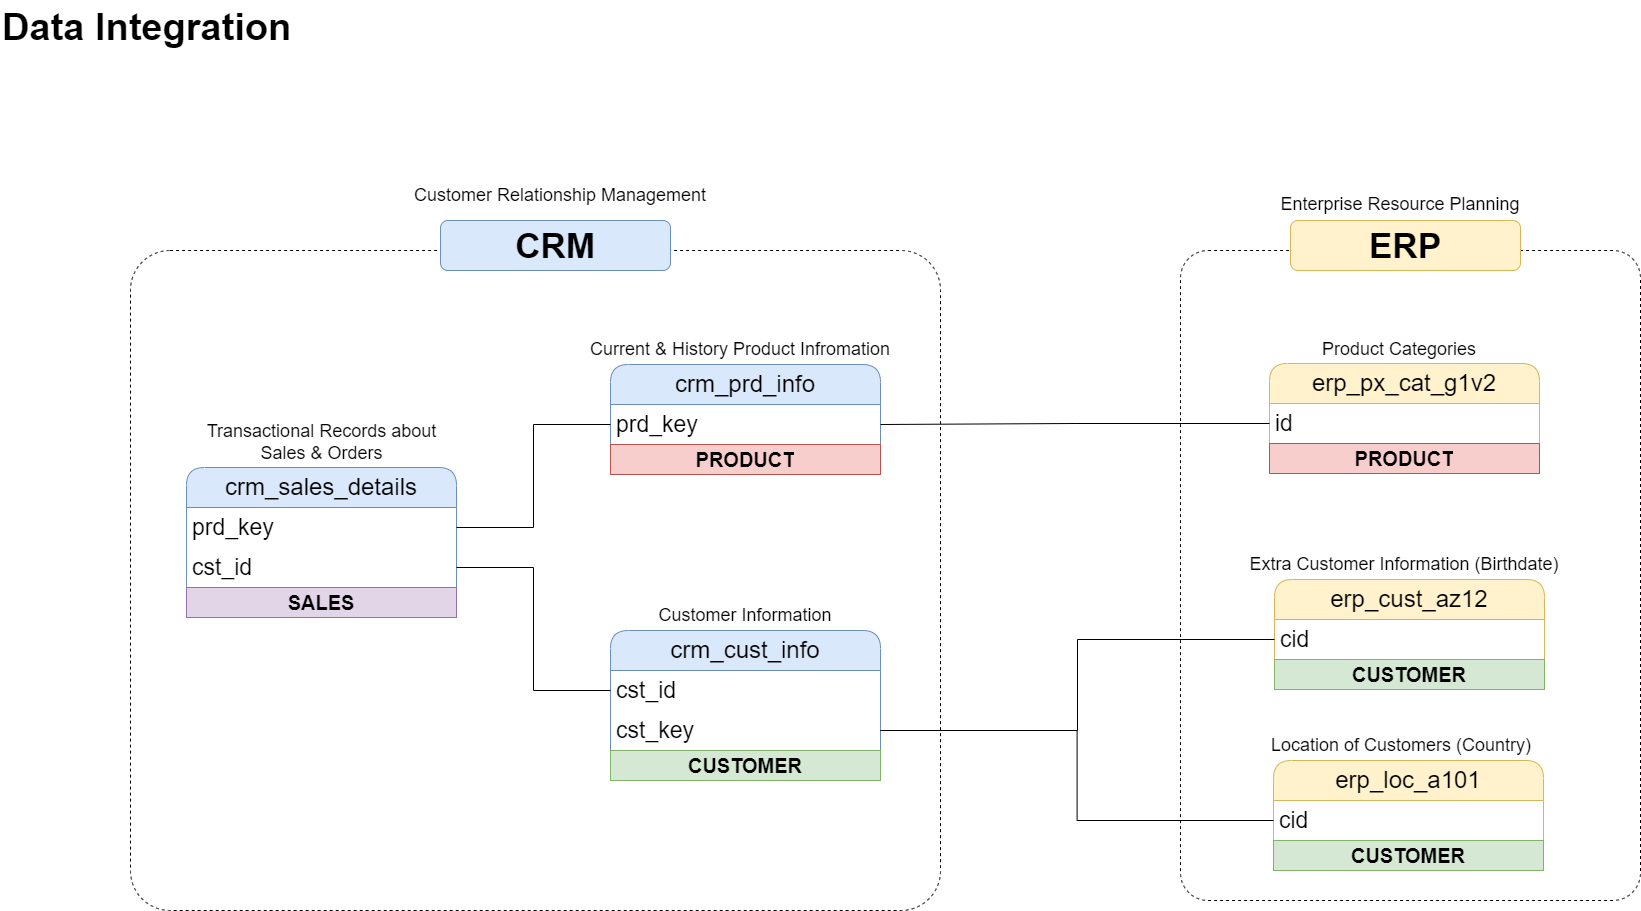 Data Integration
Customer Relationship Management
CRM
Transactional Records about
Sales & Orders
crm_sales_details
prd_key
cst_id
SALES
Current & History Product Infromation
crm_prd_info
prd_key
PRODUCT
Customer Information
crm_cust_info
cst_id
cst_key
CUSTOMER
Enterprise Resource Planning
ERP
Product Categories
erp_px_cat_g1v2
id
PRODUCT
Extra Customer Information (Birthdate)
erp_cust_az12
cid
CUSTOMER
Location of Customers (Country)
erp_loc_a101
cid
CUSTOMER